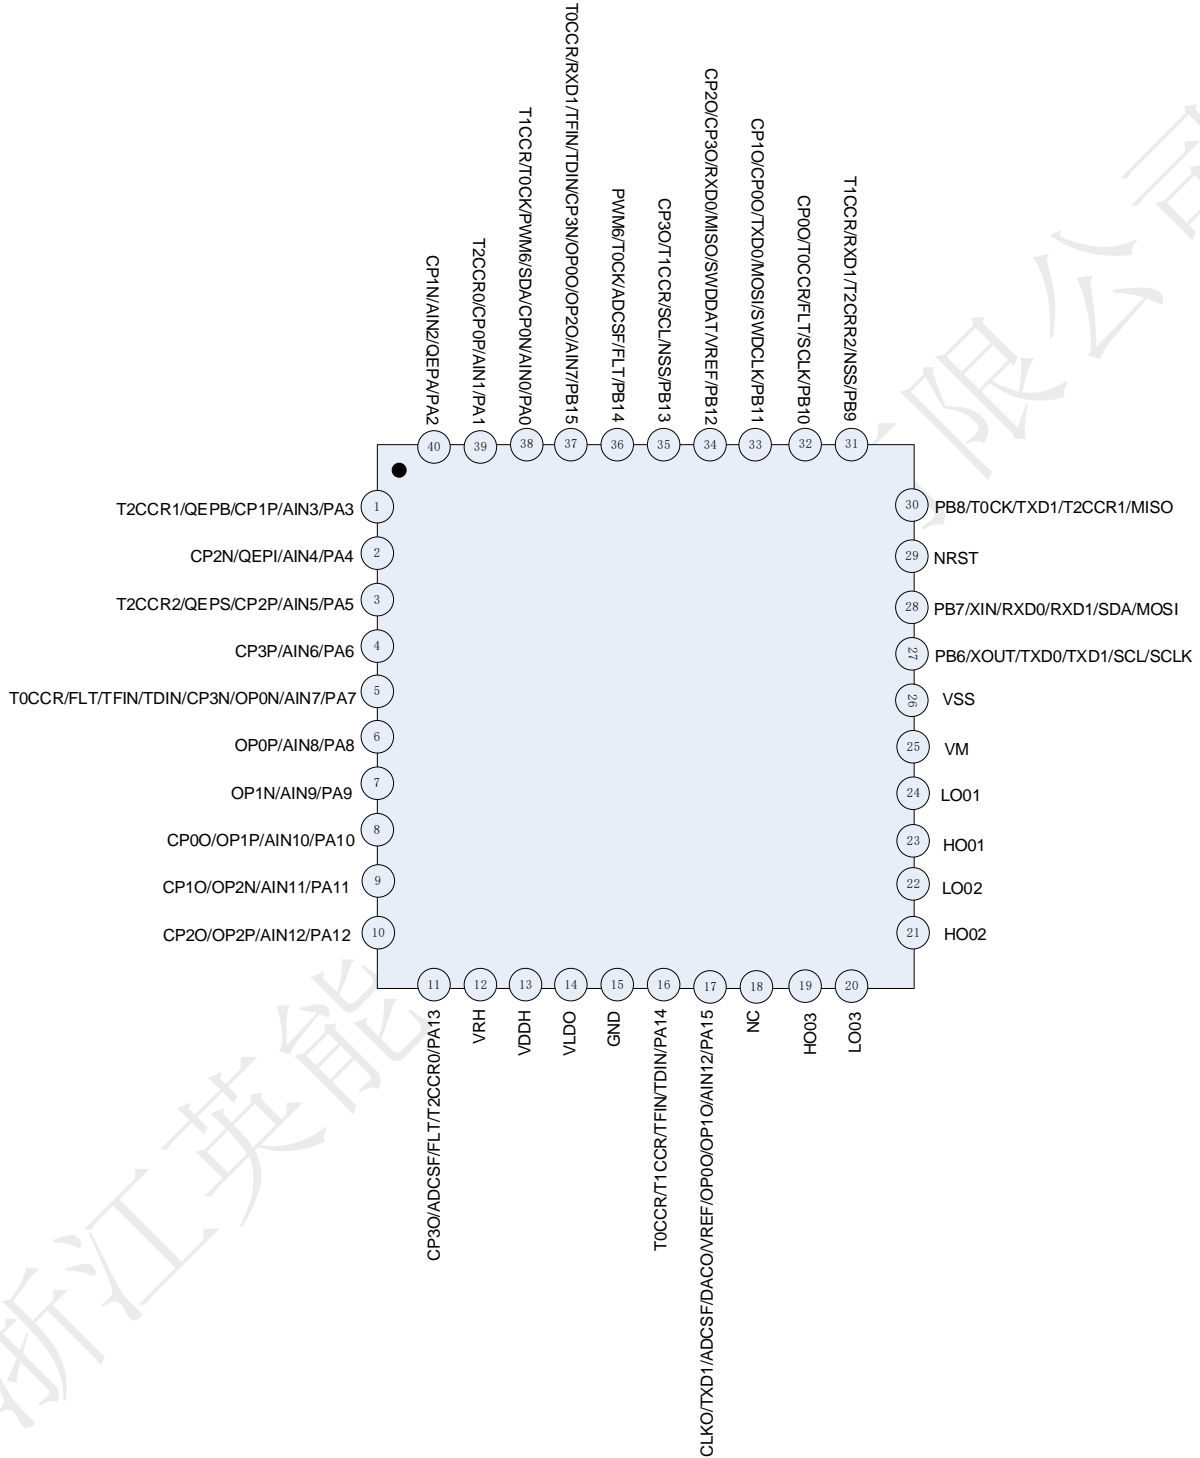 T2CCR1/QEPB/CP1P/AIN3/PA3
1
CP2N/QEPI/AIN4/PA4
2
T2CCR2/QEPS/CP2P/AIN5/PA5
3
CP3P/AIN6/PA6
4
T0CCR/FLT/TFIN/TDIN/CP3N/OP0N/AIN7/PA7
5
OP0P/AIN8/PA8
6
OP1N/AIN9/PA9
7
CP0O/OP1P/AIN10/PA10
8
CP1O/OP2N/AIN11/PA11
9
CP2O/OP2P/AIN12/PA12
10
11
CP3O/ADCSF/FLT/T2CCR0/PA13
12
VRH
13
VDDH
14
VLDO
15
GND
16
T0CCR/T1CCR/TFIN/TDIN/PA14
17
CLKO/TXD1/ADCSF/DACO/VREF/OP0O/OP1O/AIN12/PA15
18
NC
19
HO03
20
LO03
21
HO02
22
LO02
23
HO01
24
LO01
25
VM
26
VSS
27
PB6/XOUT/TXD0/TXD1/SCL/SCLK
28
PB7/XIN/RXD0/RXD1/SDA/MOSI
29
NRST
30
PB8/T0CK/TXD1/T2CCR1/MISO
31
T1CCR/RXD1/T2CRR2/NSS/PB9
32
CP0O/T0CCR/FLT/SCLK/PB10
33
CP1O/CP0O/TXD0/MOSI/SWDCLK/PB11
34
CP2O/CP3O/RXD0/MISO/SWDDAT/VREF/PB12
35
CP3O/T1CCR/SCL/NSS/PB13
36
PWM6/T0CK/ADCSF/FLT/PB14
37
T0CCR/RXD1/TFIN/TDIN/CP3N/OP0O/OP2O/AIN7/PB15
38
T1CCR/T0CK/PWM6/SDA/CP0N/AIN0/PA0
39
T2CCR0/CP0P/AIN1/PA1
40
CP1N/AIN2/QEPA/PA2
浙江英能
有限公司